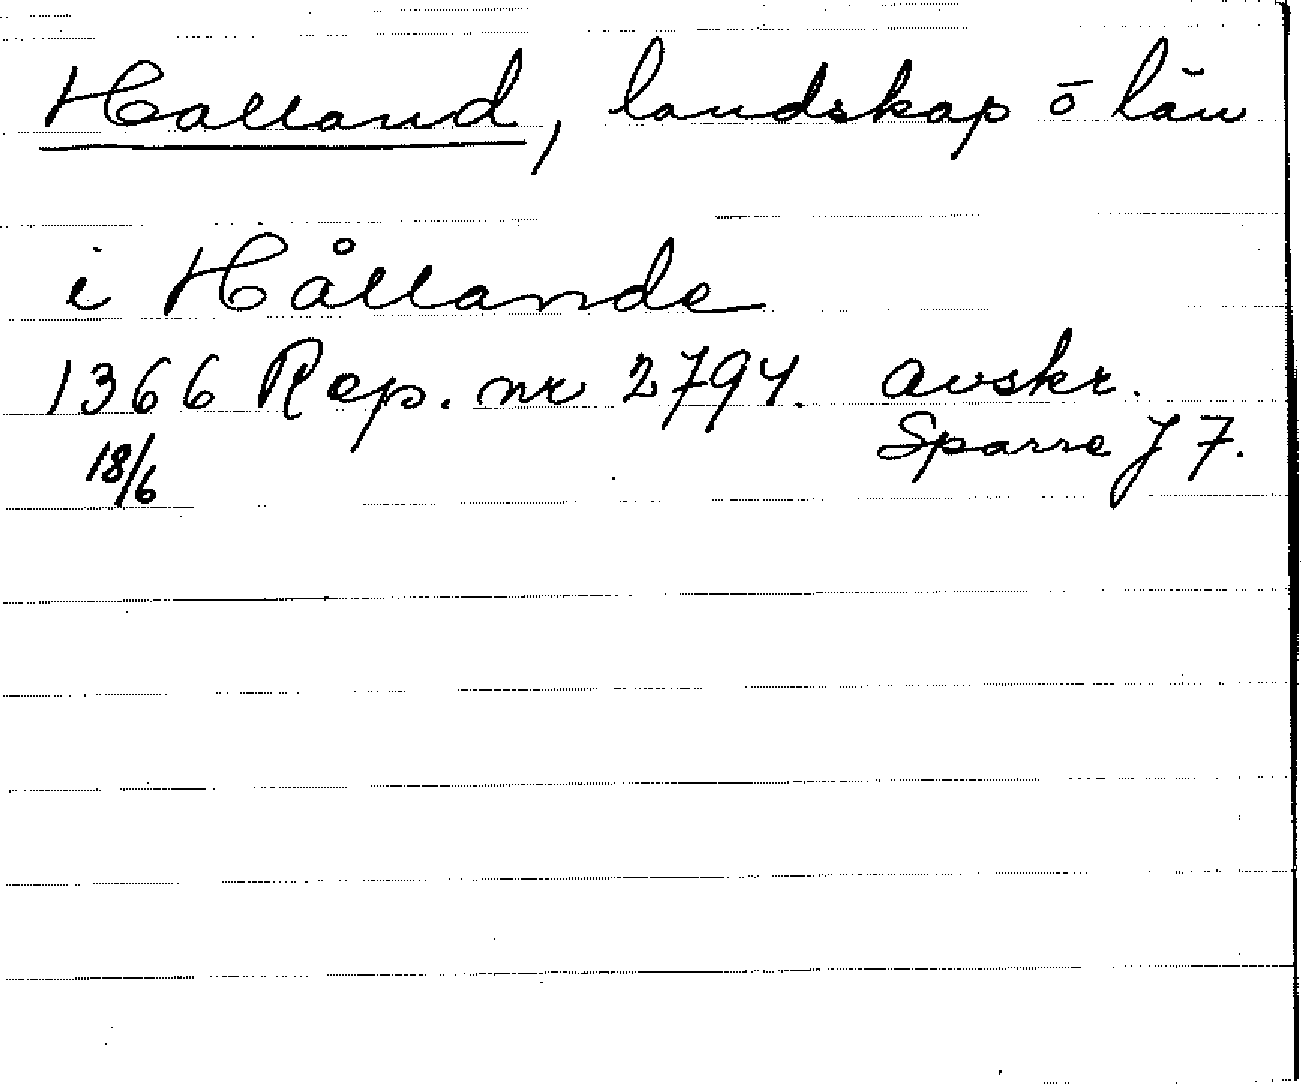 Halland, landskap ō län
i Hållande
1366 Rep. nr 2794. avskr.
18/6 Sparre J 7.